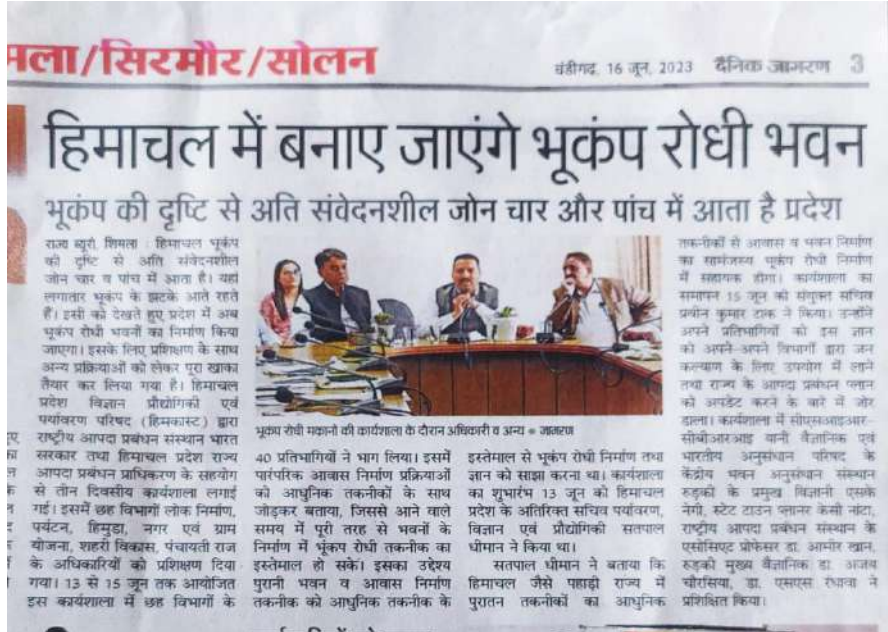 मला/सिरमौर/सोलन
चंडीगढ़, 16 जून, 2023 दैनिक जागरण 3
हिमाचल में बनाए जाएंगे भूकंप रोधी भवन
भूकंप की दृष्टि से अति संवेदनशील जोन चार और पांच में आता है प्रदेश
राज्य ब्यूरो, शिमला : हिमाचल भूकंप
की दृष्टि से अति संवेदनशील
जोन चार व पांच में आता है। यहां
लगातार भूकंप के झटके आते रहते
हैं। इसी को देखते हुए प्रदेश में अब
भूकंप रोधी भवनों का निर्माण किया
जाएगा। इसके लिए प्रशिक्षण के साथ
अन्य प्रक्रियाओं को लेकर पूरा खाका
तैयार कर लिया गया है। हिमाचल
प्रदेश विज्ञान प्रौद्योगिकी एवं
पर्यावरण परिषद (हिमकास्ट) द्वारा
राष्ट्रीय आपदा प्रबंधन संस्थान भारत
सरकार तथा हिमाचल प्रदेश राज्य
आपदा प्रबंधन प्राधिकरण के सहयोग
से तीन दिवसीय कार्यशाला लगाई
गई। इसमें छह विभागों लोक निर्माण,
पर्यटन, हिमुडा, नगर एवं ग्राम
योजना, शहरी विकास, पंचायती राज
के अधिकारियों को प्रशिक्षण दिया
गया। 13 से 15 जून तक आयोजित
इस कार्यशाला में छह विभागों के
भूकंप रोधी मकानों की कार्यशाला के दौरान अधिकारी व अन्य ● जागरण
40 प्रतिभागियों ने भाग लिया। इसमें
पारंपरिक आवास निर्माण प्रक्रियाओं
को आधुनिक तकनीकों के साथ
जोड़कर बताया, जिससे आने वाले
समय में पूरी तरह से भवनों के
निर्माण में भूंकप रोधी तकनीक का
इस्तेमाल हो सके। इसका उद्देश्य
पुरानी भवन व आवास निर्माण
तकनीक को आधुनिक तकनीक के
इस्तेमाल से भूकंप रोधी निर्माण तथा
ज्ञान को साझा करना था। कार्यशाला
का शुभारंभ 13 जून को हिमाचल
प्रदेश के अतिरिक्त सचिव पर्यावरण,
विज्ञान एवं प्रौद्योगिकी सतपाल
धीमान ने किया था।
सतपाल धीमान ने बताया कि
हिमाचल जैसे पहाड़ी राज्य में
पुरातन तकनीकों का आधुनिक
तकनीकों से आवास व भवन निर्माण
का सामंजस्य भूकंप रोधी निर्माण
में सहायक होगा। कार्यशाला का
समापन 15 जून को संयुक्त सचिव
प्रवीन कुमार टाक ने किया। उन्होंने
अपने प्रतिभागियों को इस ज्ञान
को अपने-अपने विभागों द्वारा जन
कल्याण के लिए उपयोग में लाने
तथा राज्य के आपदा प्रबंधन प्लान
को अपडेट करने के बारे में जोर
डाला। कार्यशाला में सीएसआइआर-
सीबीआरआइ यानी वैज्ञानिक एवं
भारतीय अनुसंधान परिषद के
केंद्रीय भवन अनुसंधान संस्थान
रुड़की के प्रमुख विज्ञानी एसके
नेगी, स्टेट टाउन प्लानर केसी नांटा,
राष्ट्रीय आपदा प्रबंधन संस्थान के
एसोसिएट प्रोफेसर डा. आमीर खान,
रुड़की मुख्य वैज्ञानिक डा. अजय
चौरसिया, डा. एसएस रंधावा ने
प्रशिक्षित किया।